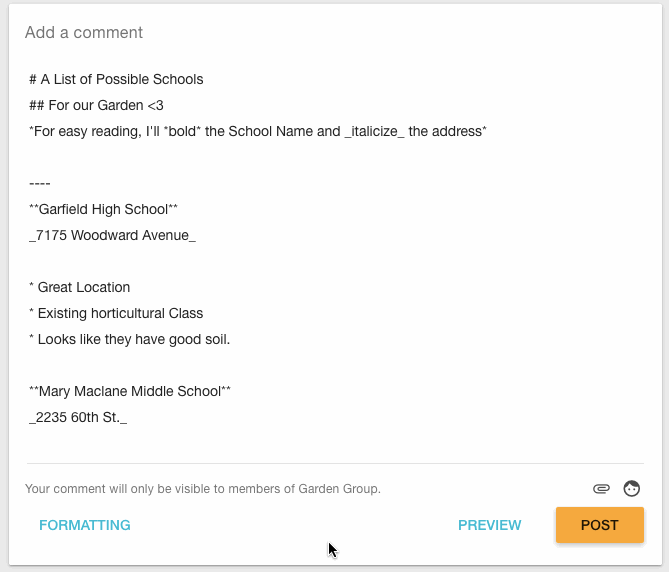 Add a comment
# A List of Possible Schools
## For our Garden <3
*For easy reading, I'll *bold* the School Name and _italicize_ the address*
----
**Garfield High School**
_7175 Woodward Avenue_
* Great Location
* Existing horticultural Class
* Looks like they have good soil.
**Mary Maclane Middle School**
_2235 60th St._
Your comment will only be visible to members of Garden Group.
FORMATTING PREVIEW POST